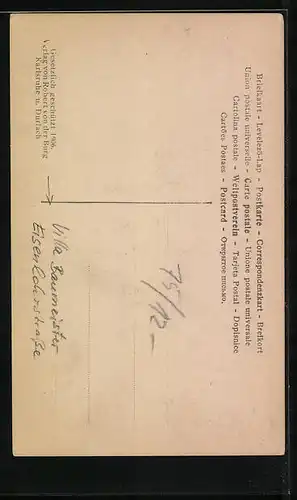 Briefkaart – Levelező-Lap – Postkarte – Correspondenzkart – Brefkort
Union postale universelle – Carte postale – Unione postale universale
Cartolina postale – Weltpostverein – Tarjeta Postal – Dopisnice
Cartões Postaes – Postcard – Открытое письмо.
75/12-
Gesetzlich geschützt 1906
Verlag von Robert von der Burg
Karlsruhe u. Durlach
→ Villa Baumeister
Eisenlohrstraße